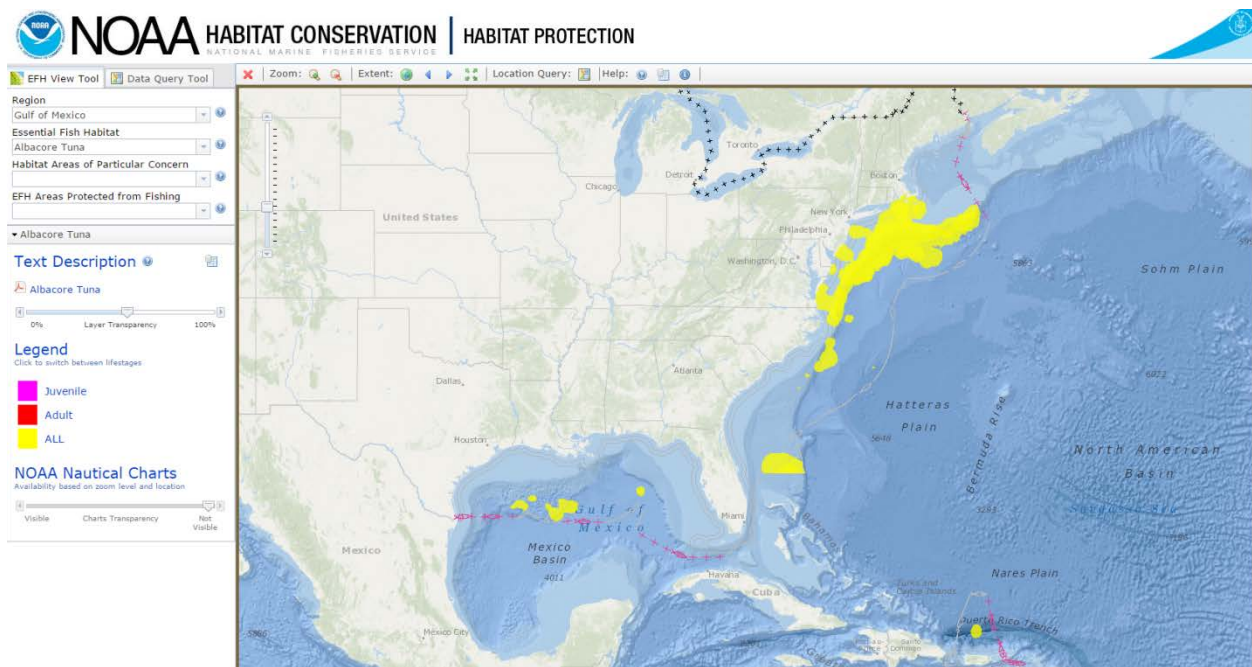 NOAA
NOAA HABITAT CONSERVATION | HABITAT PROTECTION
NATIONAL MARINE FISHERIES SERVICE
EFH View Tool
Data Query Tool
Zoom: Extent: Location Query: Help:
Region
Gulf of Mexico
Essential Fish Habitat
Albacore Tuna
Habitat Areas of Particular Concern
EFH Areas Protected from Fishing
Albacore Tuna
Text Description
Albacore Tuna
0% Layer Transparency 100%
Legend
Click to switch between lifestages
Juvenile
Adult
ALL
NOAA Nautical Charts
Availability based on zoom level and location
Visible Charts Transparency Not Visible
Toronto
Detroit
Boston
Chicago
New York
Philadelphia
United States
Washington, D.C.
Sohm Plain
Atlanta
Dallas
Hatteras
Plain
5646
Bermuda Rise
6022
North American
Basin
Houston
Gulf of
Mexico
Miami
Bahamas
Mexico
Mexico
Basin
4011
Nares Plain
Havana
Cuba
Mexico City
Puerto Rico Trench